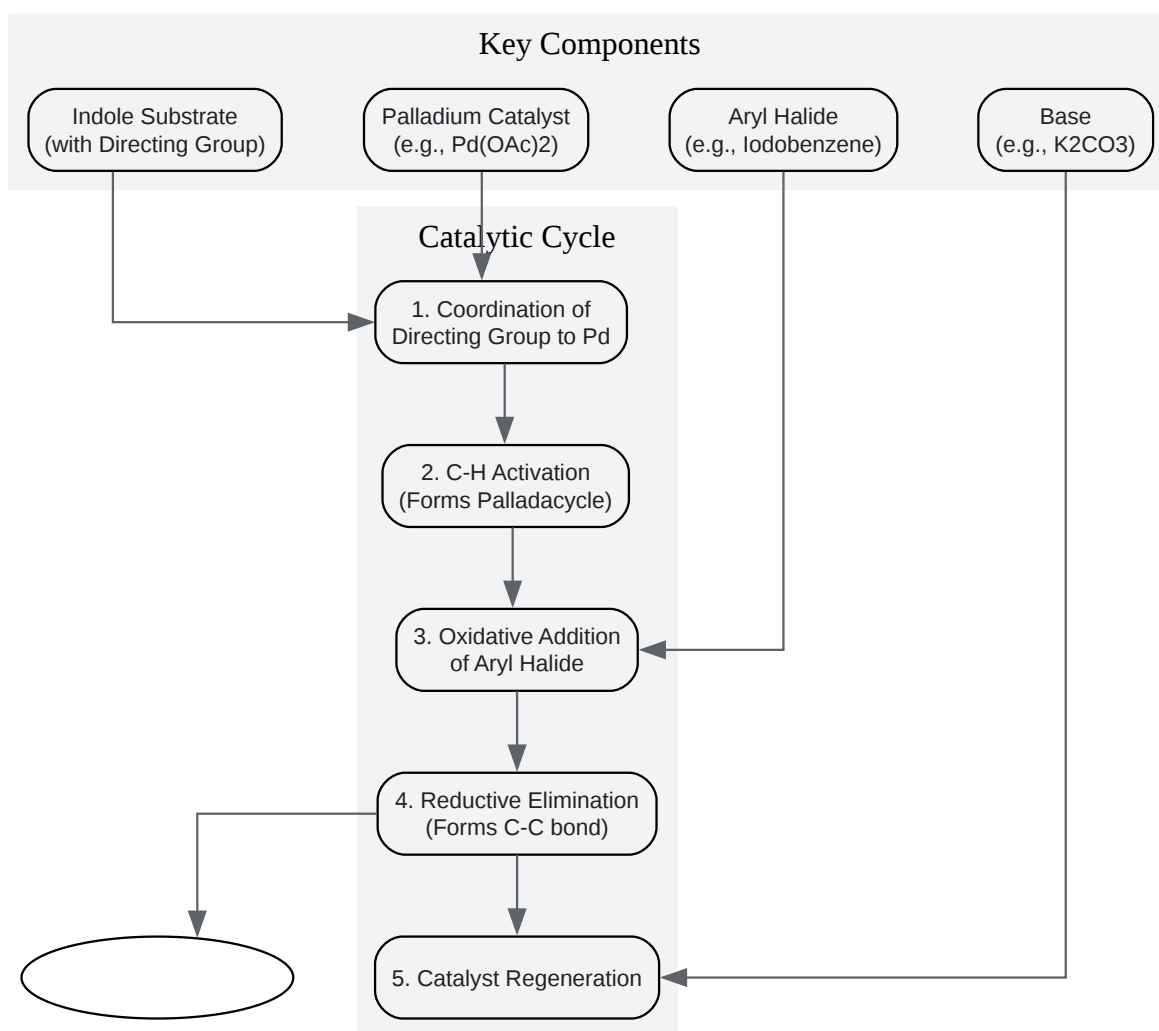 Key Components
Indole Substrate
(with Directing Group)
Palladium Catalyst
(e.g., Pd(OAc)2)
Aryl Halide
(e.g., Iodobenzene)
Base
(e.g., K2CO3)
Catalytic Cycle
1. Coordination of
Directing Group to Pd
2. C-H Activation
(Forms Palladacycle)
3. Oxidative Addition
of Aryl Halide
4. Reductive Elimination
(Forms C-C bond)
5. Catalyst Regeneration